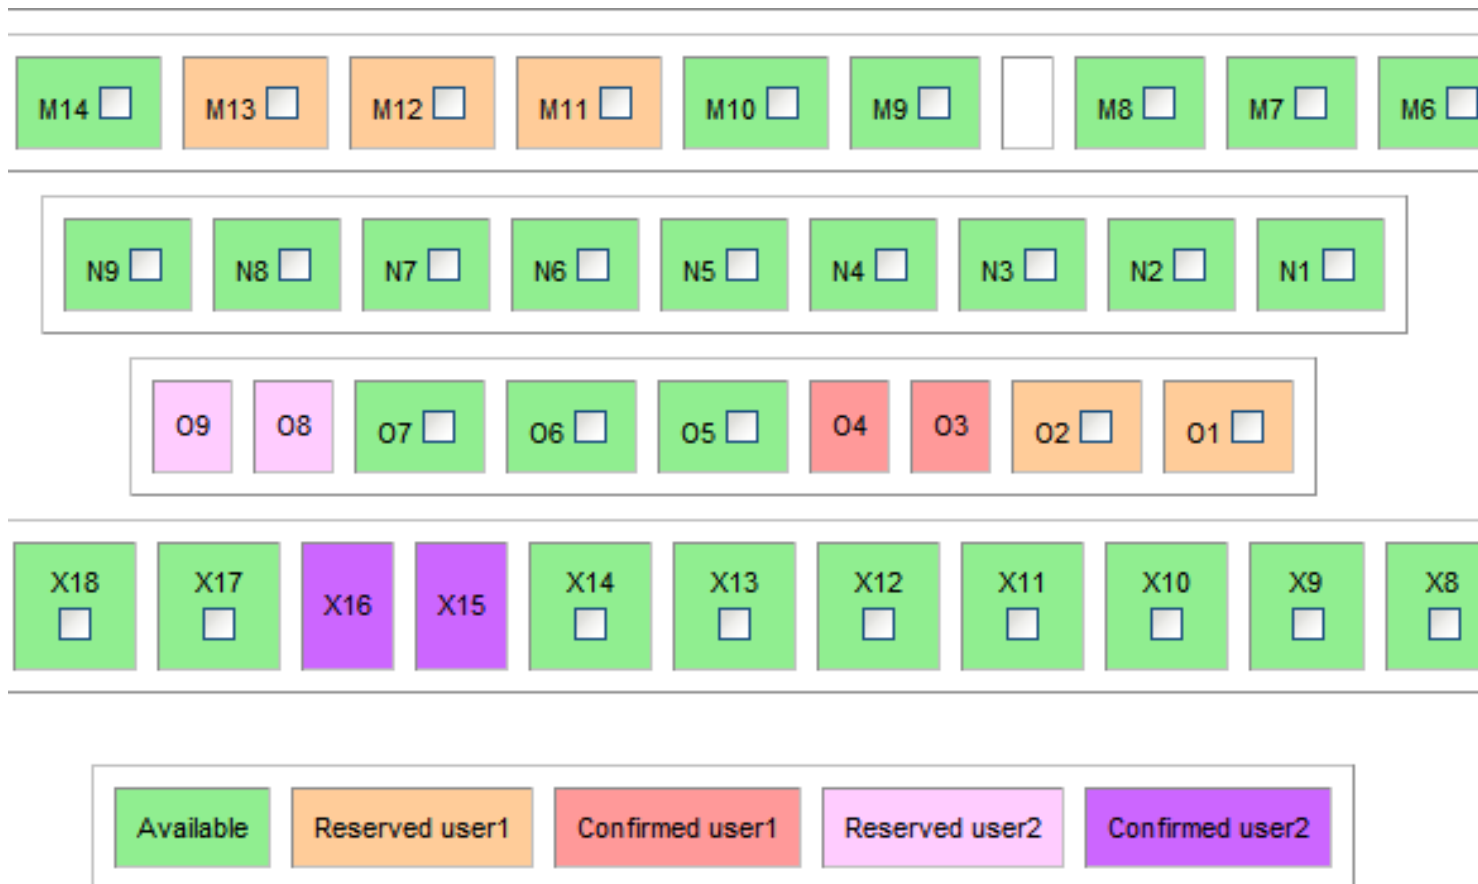 M14 M13 M12 M11 M10 M9 M8 M7 M6
N9 N8 N7 N6 N5 N4 N3 N2 N1
O9 O8 O7 O6 O5 O4 O3 O2 O1
X18 X17 X16 X15 X14 X13 X12 X11 X10 X9 X8
Available Reserved user1 Confirmed user1 Reserved user2 Confirmed user2